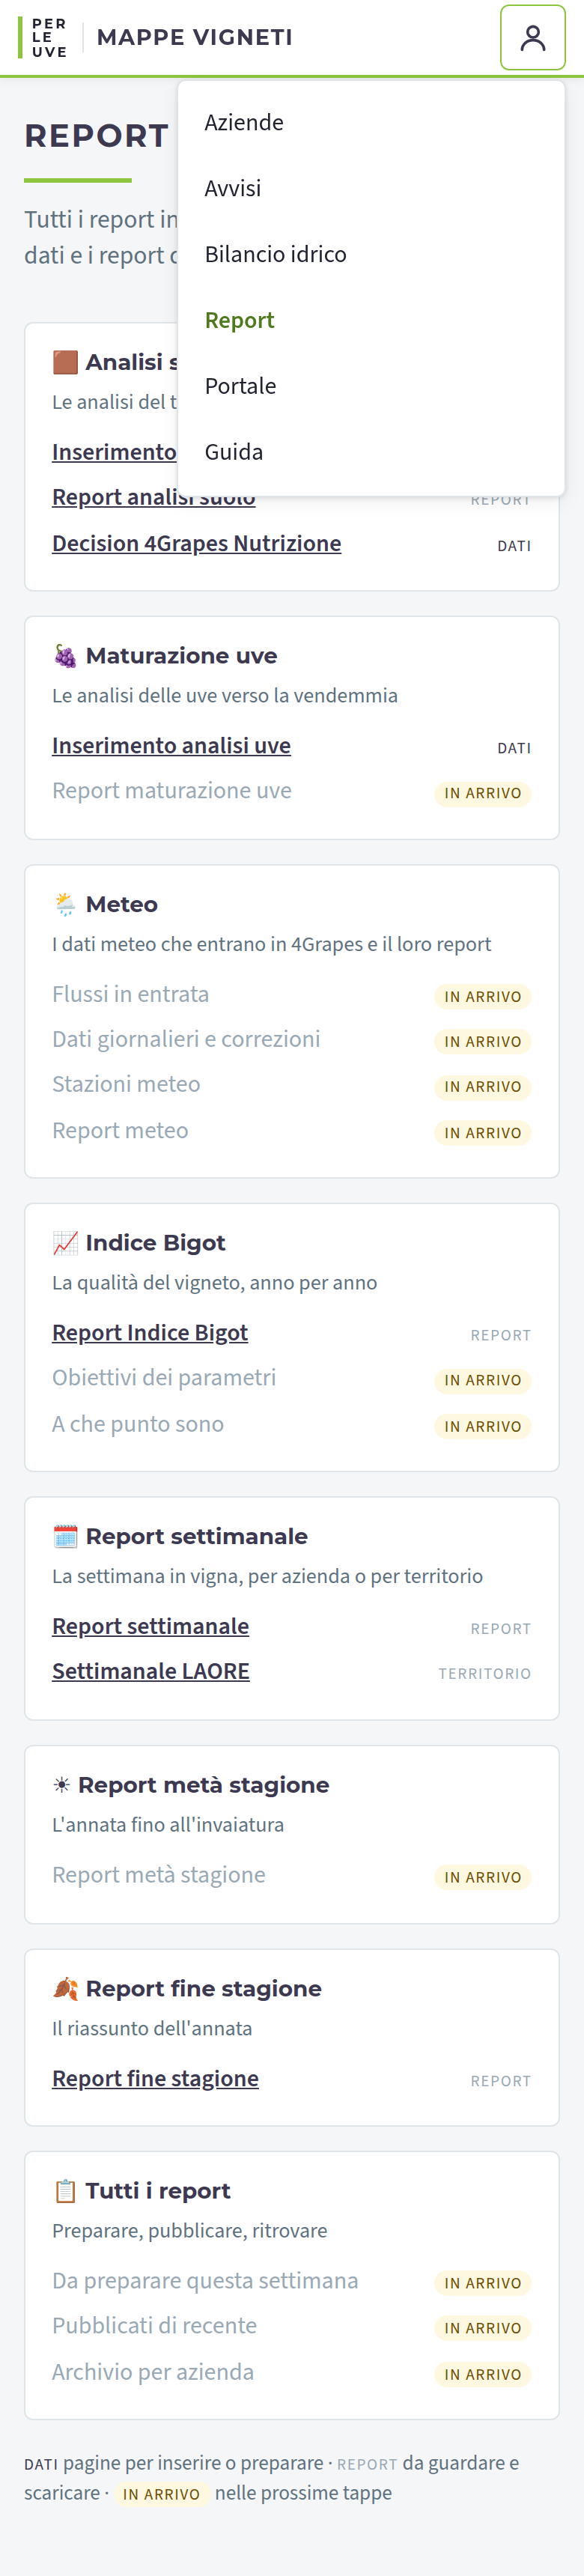 PER
LE
UVE
MAPPE VIGNETI
Aziende
Avvisi
Bilancio idrico
Report
Portale
Guida
REPORT
Tutti i report in
dati e i report
Analisi s
Le analisi del t
Inserimento
Report analisi suolo REPORT
Decision 4Grapes Nutrizione DATI
Maturazione uve
Le analisi delle uve verso la vendemmia
Inserimento analisi uve DATI
Report maturazione uve IN ARRIVO
Meteo
I dati meteo che entrano in 4Grapes e il loro report
Flussi in entrata IN ARRIVO
Dati giornalieri e correzioni IN ARRIVO
Stazioni meteo IN ARRIVO
Report meteo IN ARRIVO
Indice Bigot
La qualità del vigneto, anno per anno
Report Indice Bigot REPORT
Obiettivi dei parametri IN ARRIVO
A che punto sono IN ARRIVO
Report settimanale
La settimana in vigna, per azienda o per territorio
Report settimanale REPORT
Settimanale LAORE TERRITORIO
Report metà stagione
L'annata fino all'invaiatura
Report metà stagione IN ARRIVO
Report fine stagione
Il riassunto dell'annata
Report fine stagione REPORT
Tutti i report
Preparare, pubblicare, ritrovare
Da preparare questa settimana IN ARRIVO
Pubblicati di recente IN ARRIVO
Archivio per azienda IN ARRIVO
DATI pagine per inserire o preparare · REPORT da guardare e
scaricare · IN ARRIVO nelle prossime tappe